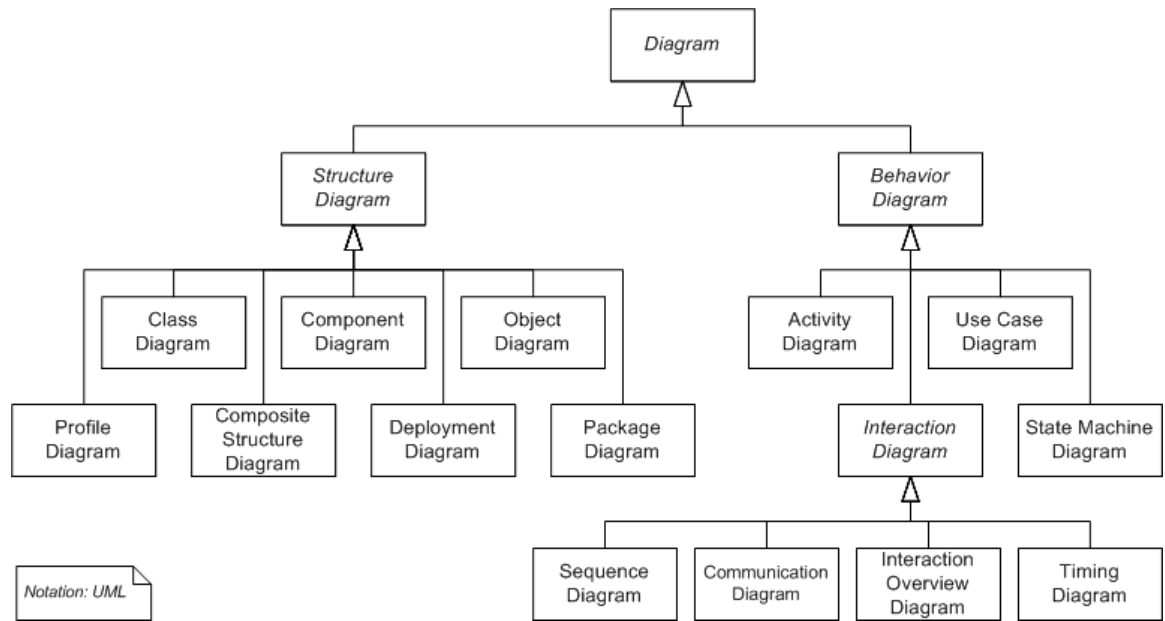 Diagram
Structure
Diagram
Behavior
Diagram
Class
Diagram
Component
Diagram
Object
Diagram
Activity
Diagram
Use Case
Diagram
Profile
Diagram
Composite
Structure
Diagram
Deployment
Diagram
Package
Diagram
Interaction
Diagram
State Machine
Diagram
Sequence
Diagram
Communication
Diagram
Interaction
Overview
Diagram
Timing
Diagram
Notation: UML